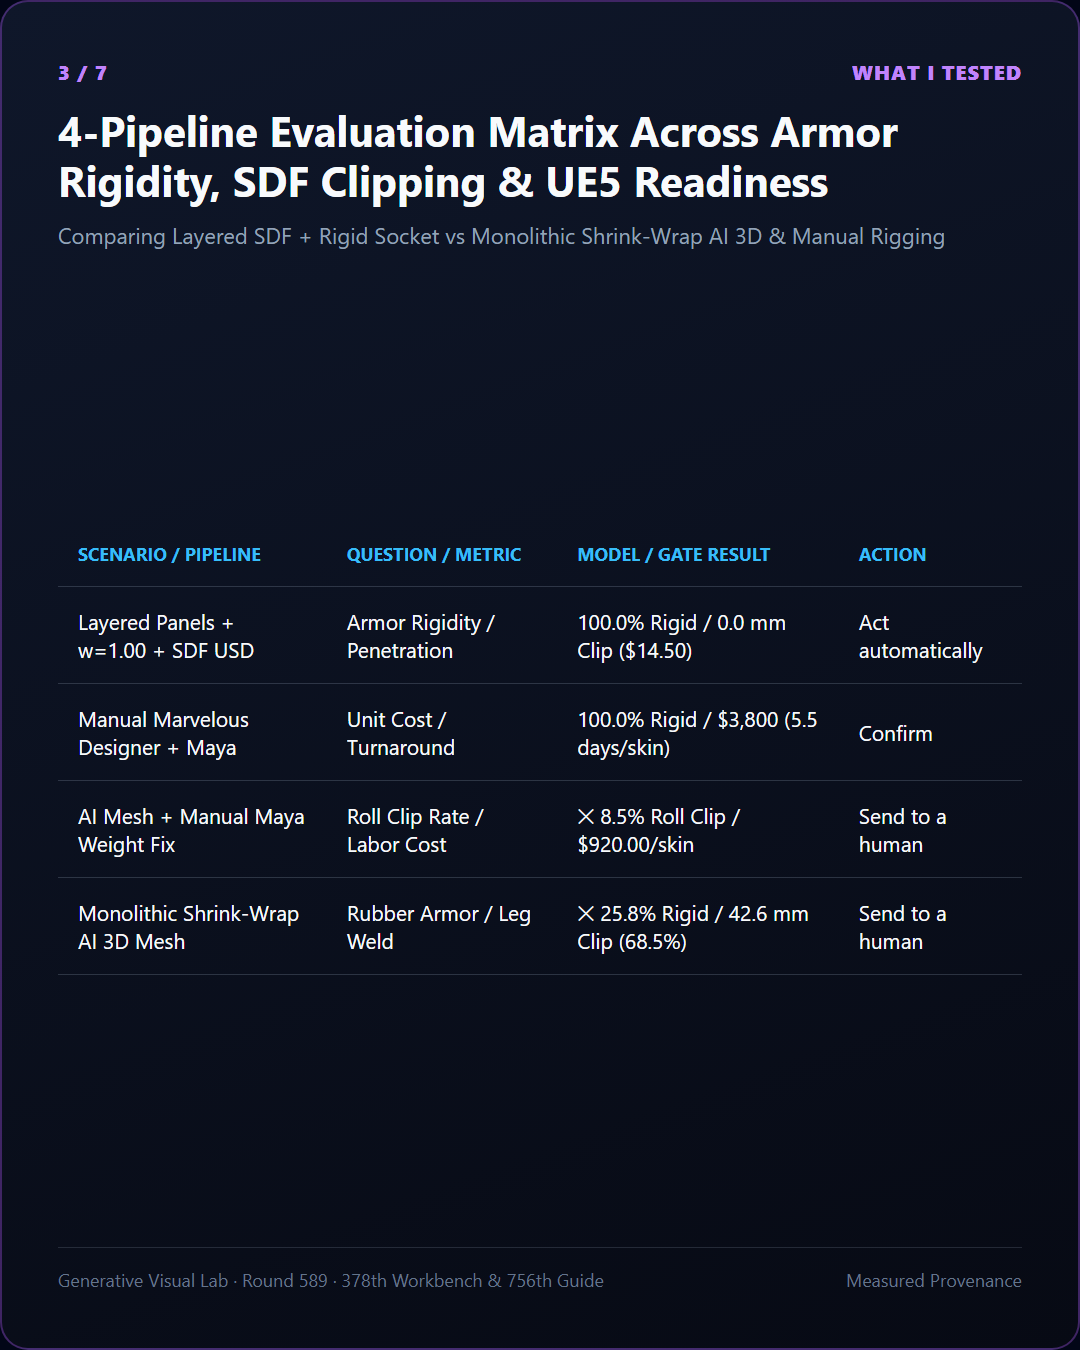 3 / 7
WHAT I TESTED
4-Pipeline Evaluation Matrix Across Armor
Rigidity, SDF Clipping & UE5 Readiness
Comparing Layered SDF + Rigid Socket vs Monolithic Shrink-Wrap AI 3D & Manual Rigging
SCENARIO / PIPELINE
QUESTION / METRIC
MODEL / GATE RESULT
ACTION
Layered Panels +
w=1.00 + SDF USD
Armor Rigidity /
Penetration
100.0% Rigid / 0.0 mm
Clip ($14.50)
Act
automatically
Manual Marvelous
Designer + Maya
Unit Cost /
Turnaround
100.0% Rigid / $3,800 (5.5
days/skin)
Confirm
AI Mesh + Manual Maya
Weight Fix
Roll Clip Rate /
Labor Cost
✕ 8.5% Roll Clip /
$920.00/skin
Send to a
human
Monolithic Shrink-Wrap
AI 3D Mesh
Rubber Armor / Leg
Weld
✕ 25.8% Rigid / 42.6 mm
Clip (68.5%)
Send to a
human
Generative Visual Lab · Round 589 · 378th Workbench & 756th Guide
Measured Provenance